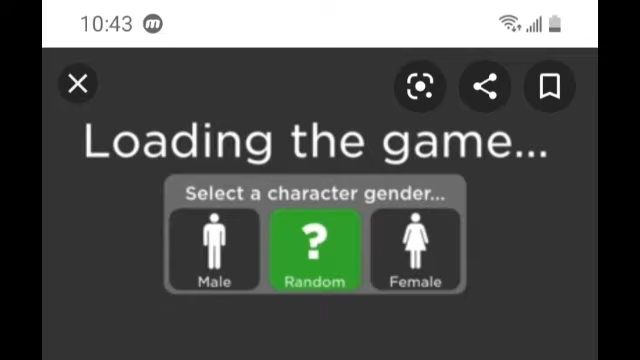 10:43
Loading the game...
Select a character gender...
?
Male Random Female